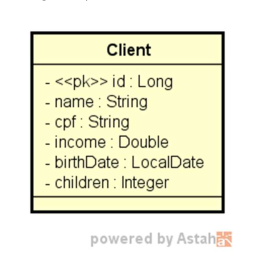 Client
- <<pk>> id : Long
- name : String
- cpf : String
- income : Double
- birthDate : LocalDate
- children : Integer
powered by Astah